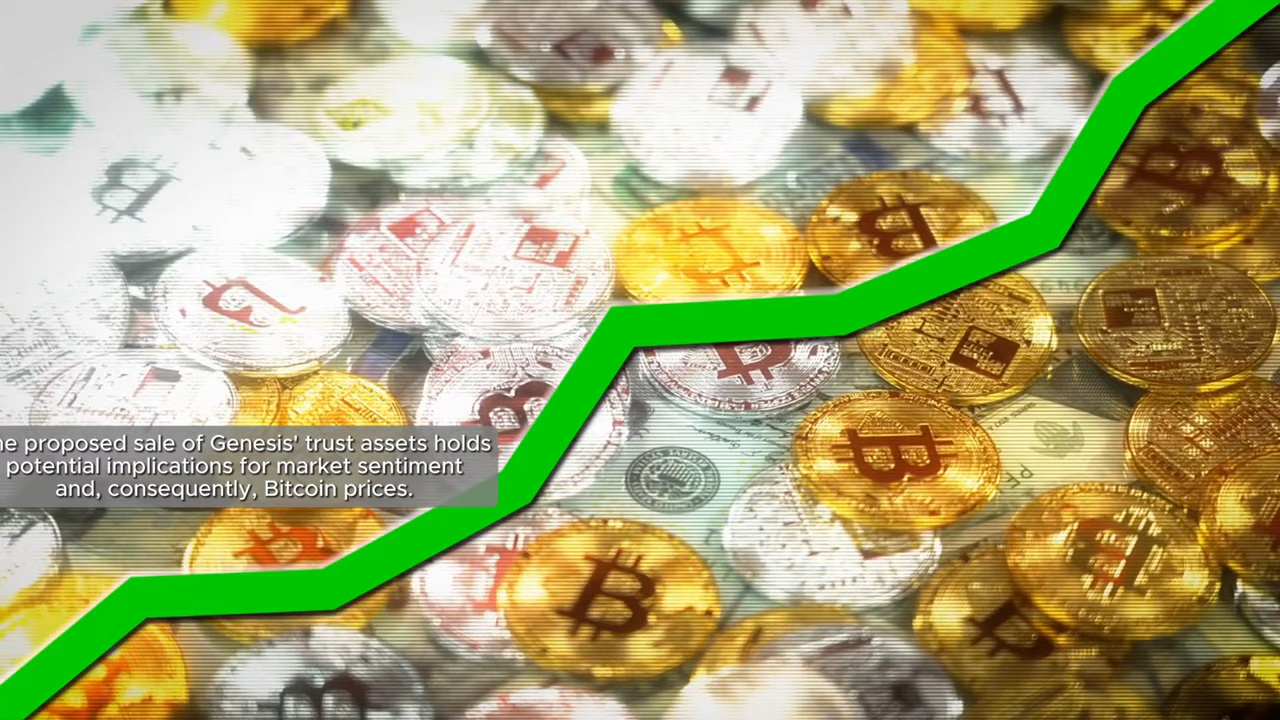 he proposed sale of Genesis' trust assets holds
potential implications for market sentiment
and, consequently, Bitcoin prices.